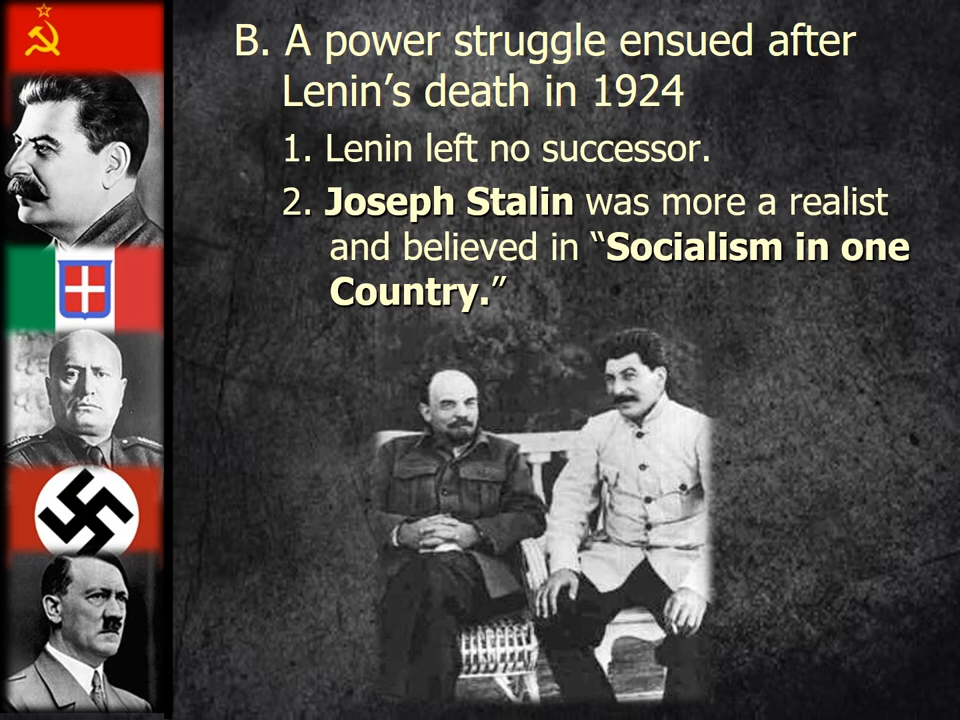 B. A power struggle ensued after
Lenin’s death in 1924
1. Lenin left no successor.
2. Joseph Stalin was more a realist
and believed in “Socialism in one
Country.”